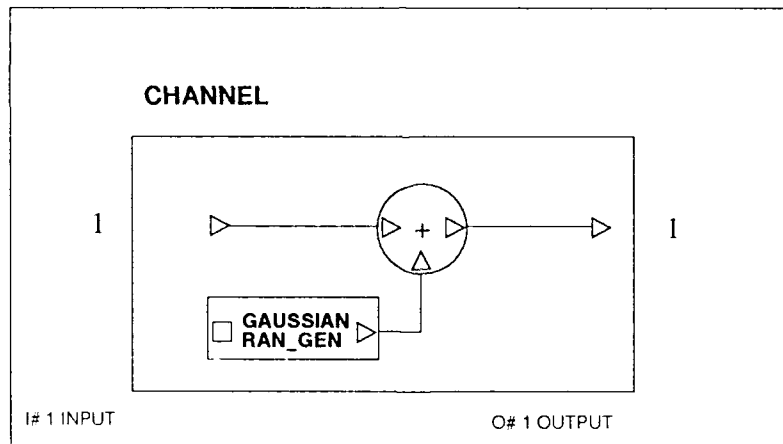 CHANNEL
1
+
1
GAUSSIAN
RAN_GEN
I# 1 INPUT
O# 1 OUTPUT